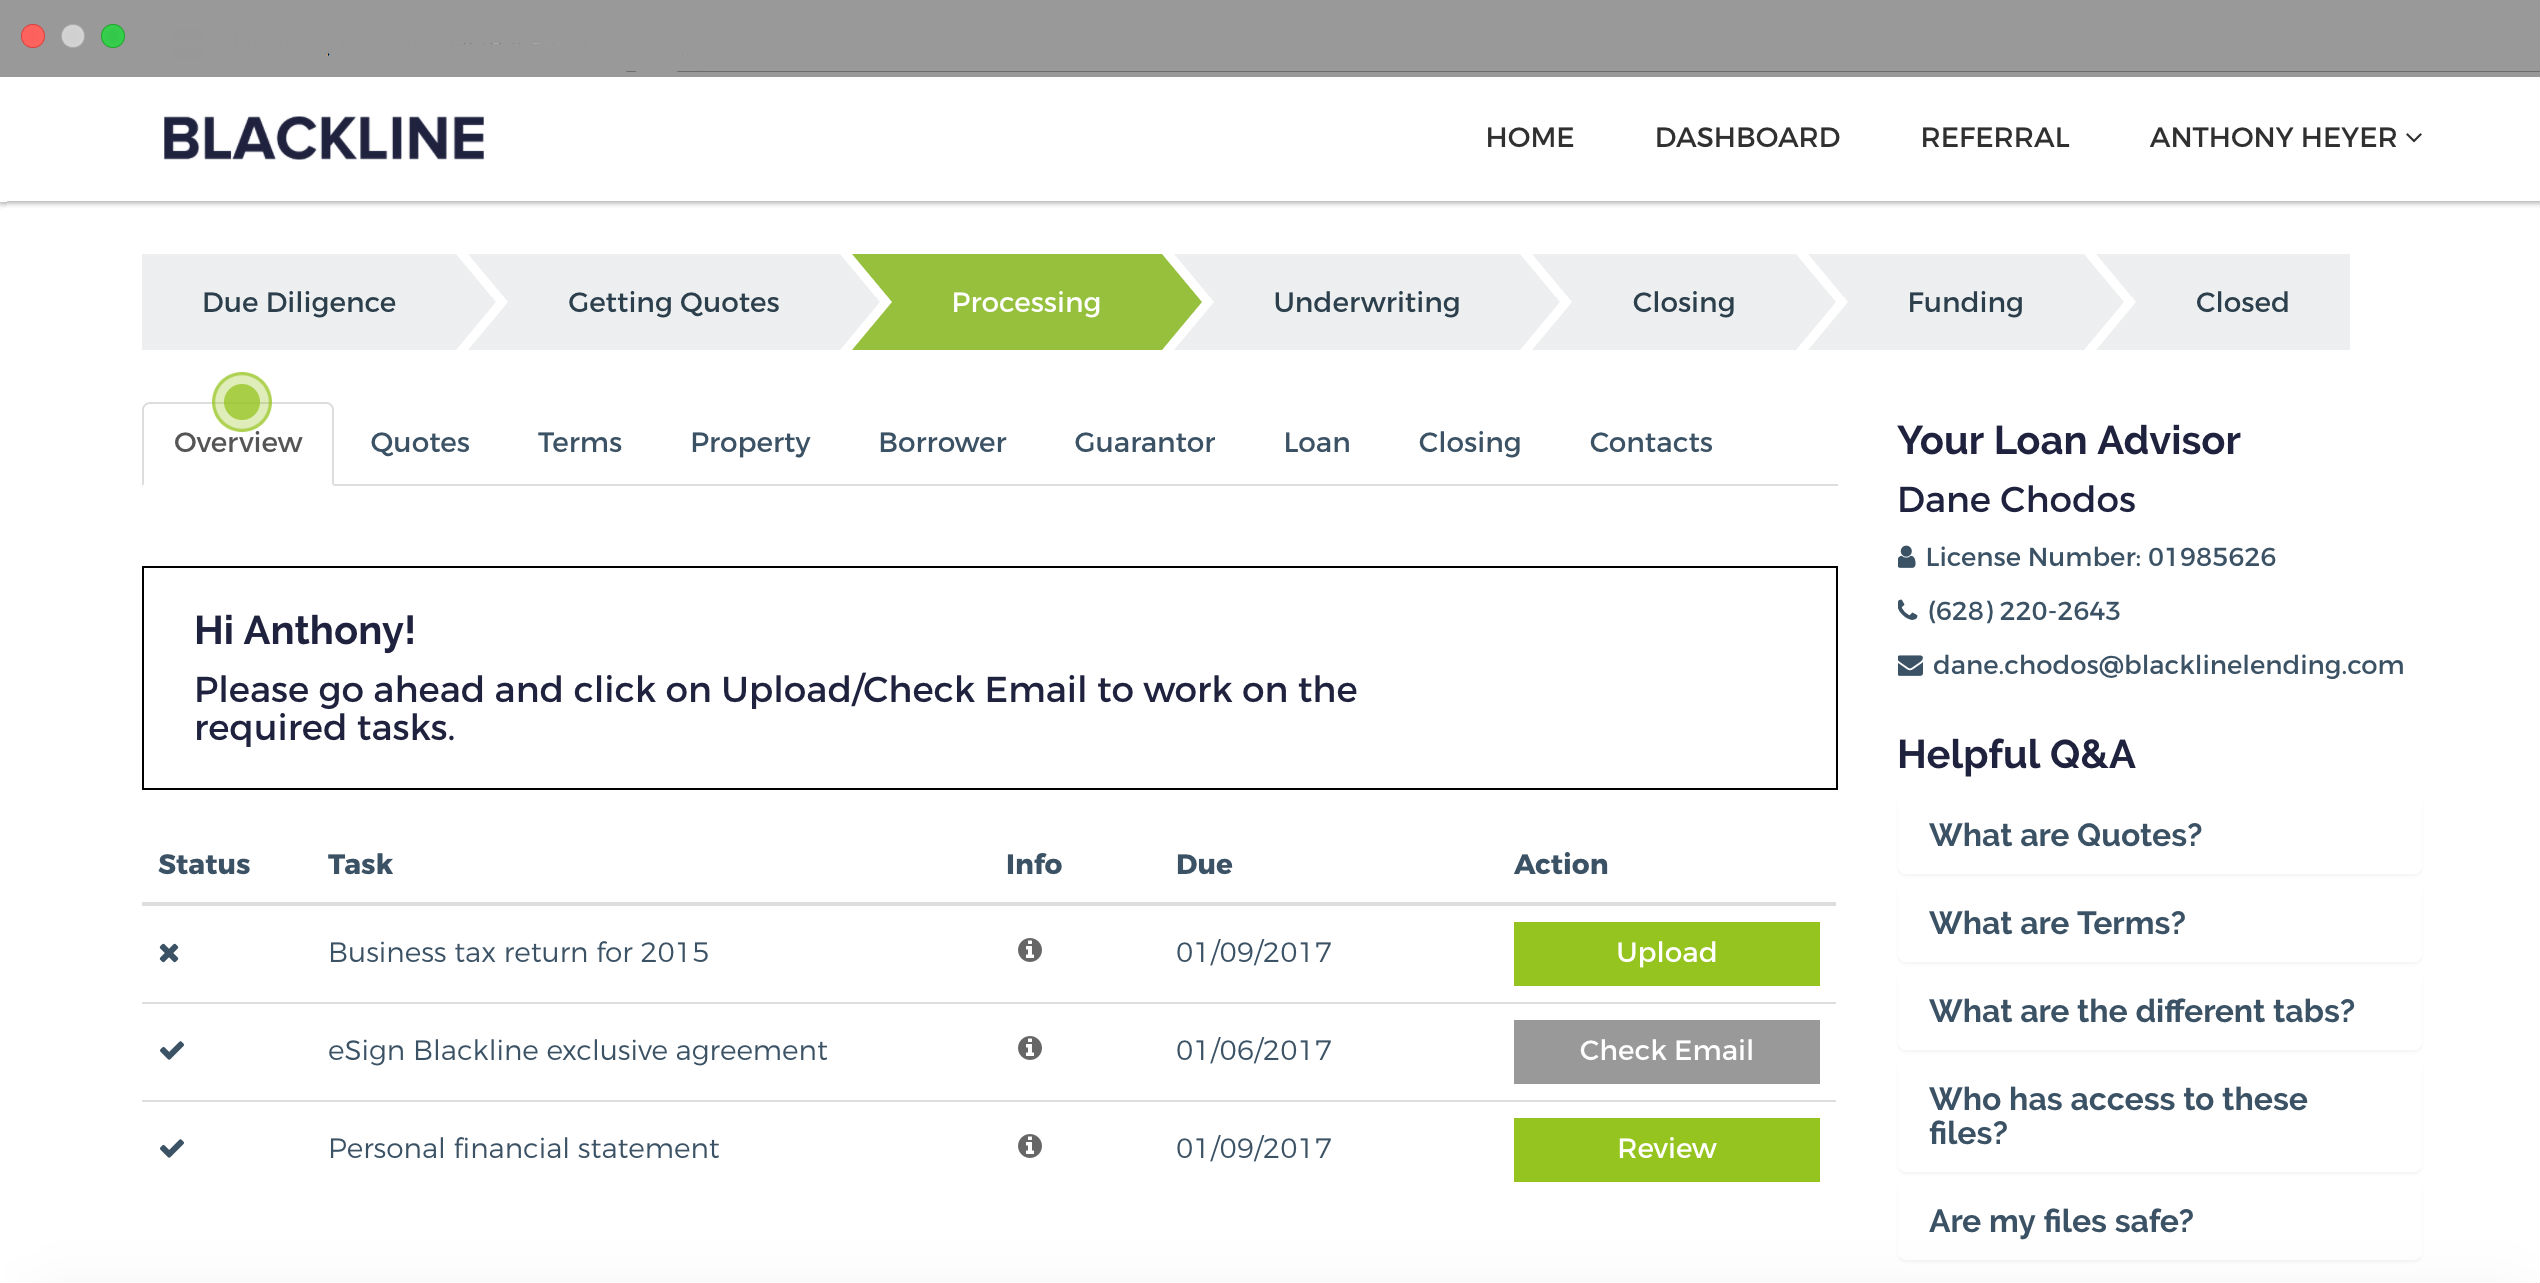 BLACKLINE
HOME DASHBOARD REFERRAL ANTHONY HEYER
Due Diligence Getting Quotes Processing Underwriting Closing Funding Closed
Overview Quotes Terms Property Borrower Guarantor Loan Closing Contacts
Hi Anthony!
Please go ahead and click on Upload/Check Email to work on the
required tasks.
Status Task Info Due Action
Business tax return for 2015 01/09/2017 Upload
eSign Blackline exclusive agreement 01/06/2017 Check Email
Personal financial statement 01/09/2017 Review
Your Loan Advisor
Dane Chodos
License Number: 01985626
(628) 220-2643
dane.chodos@blacklinelending.com
Helpful Q&A
What are Quotes?
What are Terms?
What are the different tabs?
Who has access to these
files?
Are my files safe?